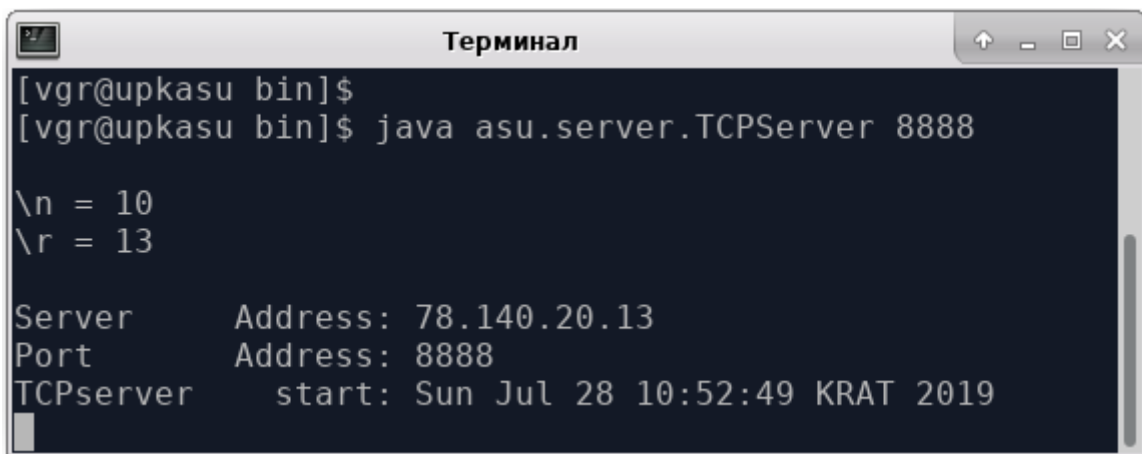 Терминал
[vgr@upkasu bin]$
[vgr@upkasu bin]$ java asu.server.TCPServer 8888
\n = 10
\r = 13
Server     Address: 78.140.20.13
Port       Address: 8888
TCPserver    start: Sun Jul 28 10:52:49 KRAT 2019